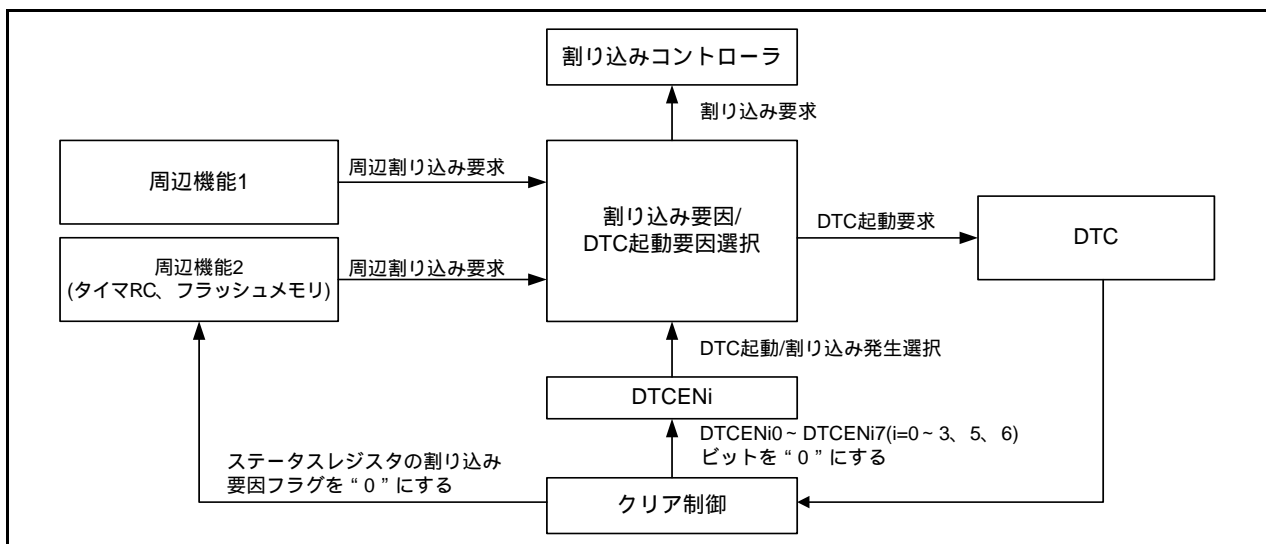 割り込みコントローラ
割り込み要求
周辺機能1
周辺割り込み要求
割り込み要因/
DTC起動要因選択
DTC起動要求
DTC
周辺機能2
(タイマRC、フラッシュメモリ)
周辺割り込み要求
DTC起動/割り込み発生選択
DTCENi
DTCENi0~DTCENi7(i=0~3、5、6)
ビットを“0”にする
ステータスレジスタの割り込み
要因フラグを“0”にする
クリア制御